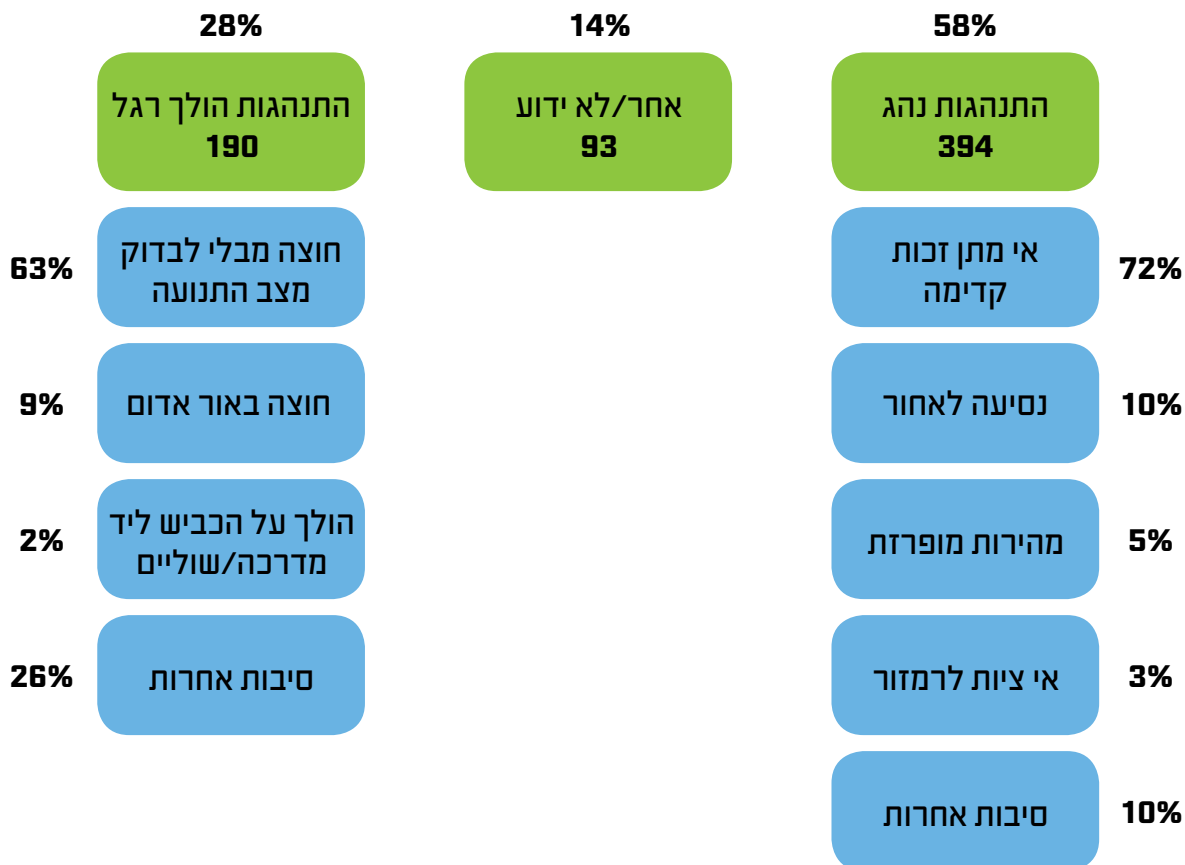 58%
התנהגות נהג
394
אי מתן זכות
קדימה
72%
נסיעה לאחור
10%
מהירות מופרזת
5%
אי ציות לרמזור
3%
סיבות אחרות
10%
14%
אחר/לא ידוע
93
28%
התנהגות הולך רגל
190
חוצה מבלי לבדוק
מצב התנועה
63%
חוצה באור אדום
9%
הולך על הכביש ליד
מדרכה/שוליים
2%
סיבות אחרות
26%